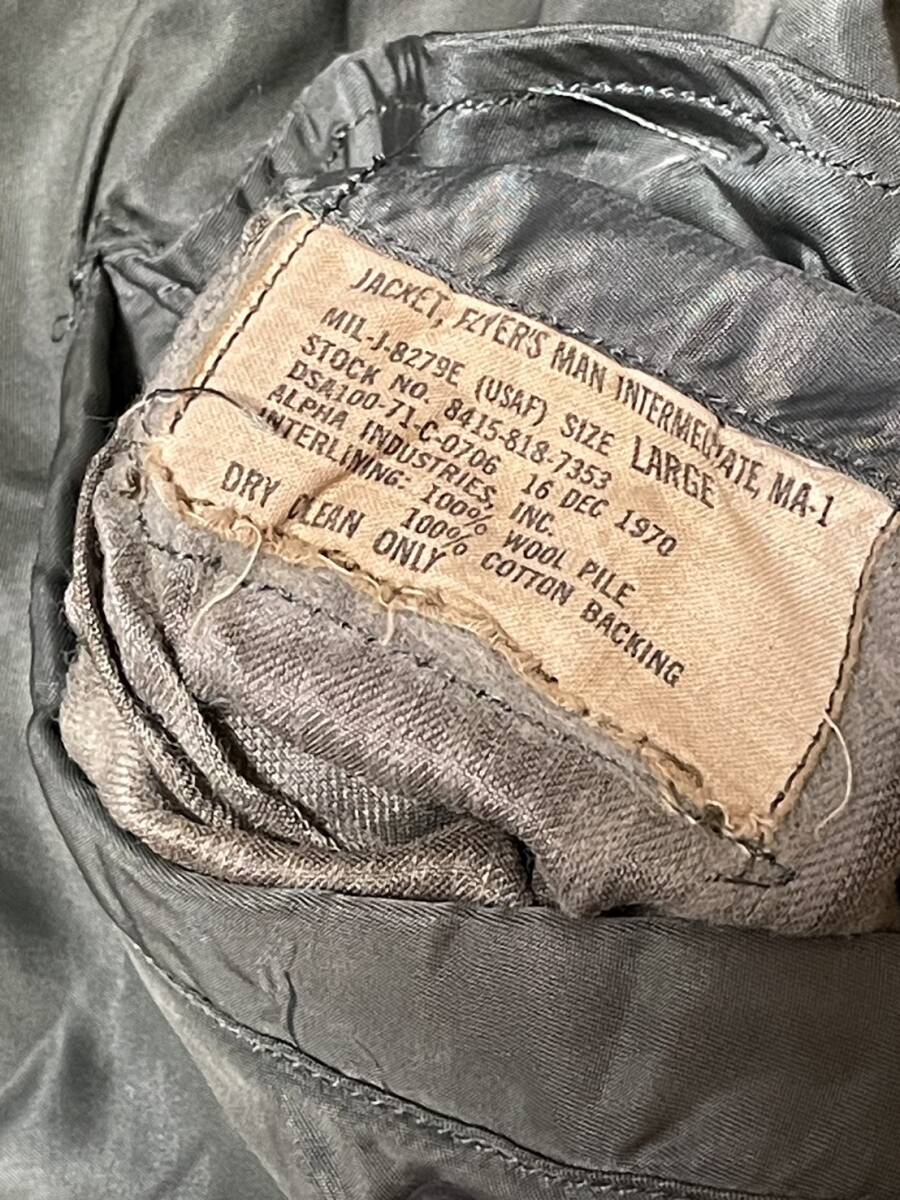 JACKET, FLYER'S MAN INTERMEDIATE, MA-1
MIL-J-8279E (USAF) SIZE LARGE
STOCK NO. 8415-818-7353
DSA100-71-C-0706 16 DEC 1970
ALPHA INDUSTRIES, INC.
INTERLINING: 100% WOOL PILE
100% COTTON BACKING
DRY CLEAN ONLY